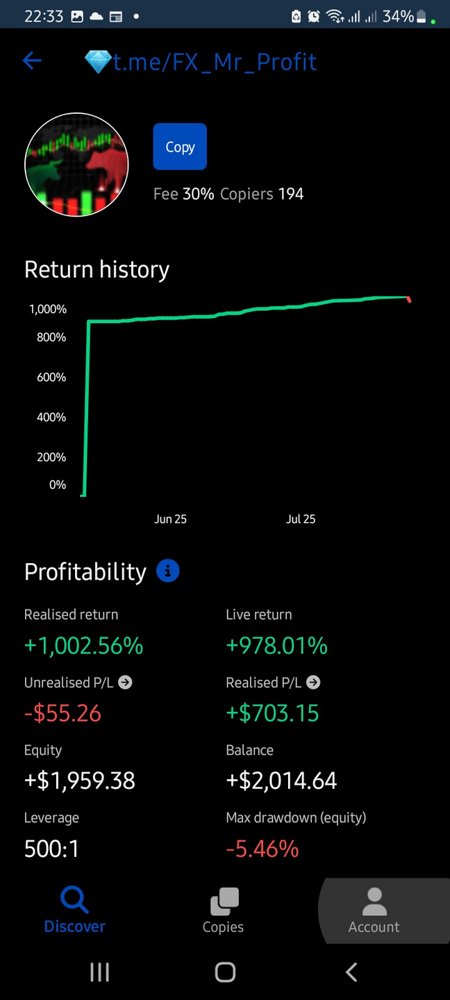 22:33
34%
💎t.me/FX_Mr_Profit
Copy
Fee 30% Copiers 194
Return history
1,000%
800%
600%
400%
200%
0%
Jun 25 Jul 25
Profitability
Realised return Live return
+1,002.56% +978.01%
Unrealised P/L Realised P/L
-$55.26 +$703.15
Equity Balance
+$1,959.38 +$2,014.64
Leverage Max drawdown (equity)
500:1 -5.46%
Discover Copies Account